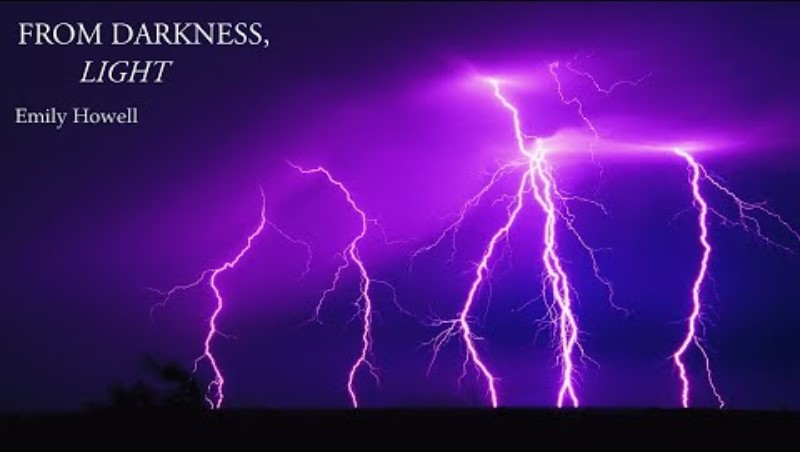 FROM DARKNESS,
LIGHT
Emily Howell